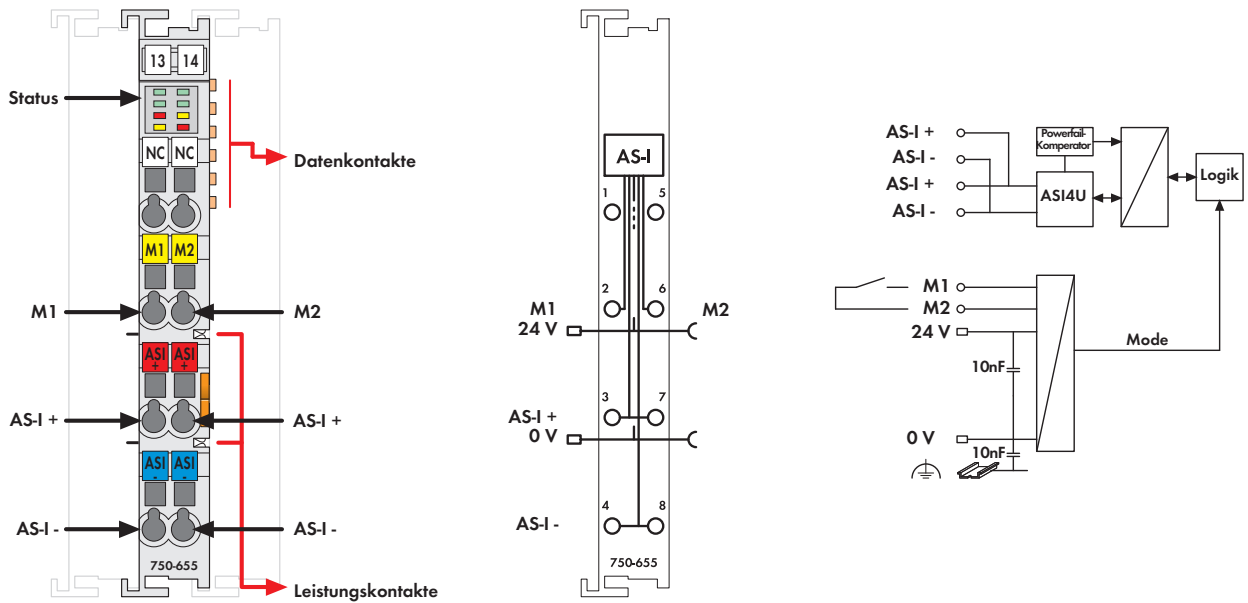 13 14
Status
NC NC
Datenkontakte
M1 M2
M1
M2
ASI + ASI +
AS-I +
AS-I +
ASI - ASI -
AS-I -
AS-I -
750-655
Leistungskontakte
AS-I
1 5
2 6
M1
M2
24 V
3 7
AS-I +
0 V
4 8
AS-I -
750-655
AS-I +
AS-I -
AS-I +
AS-I -
Powerfail-
Komperator
ASI4U
Logik
M1
M2
24 V
Mode
10nF
0 V
10nF